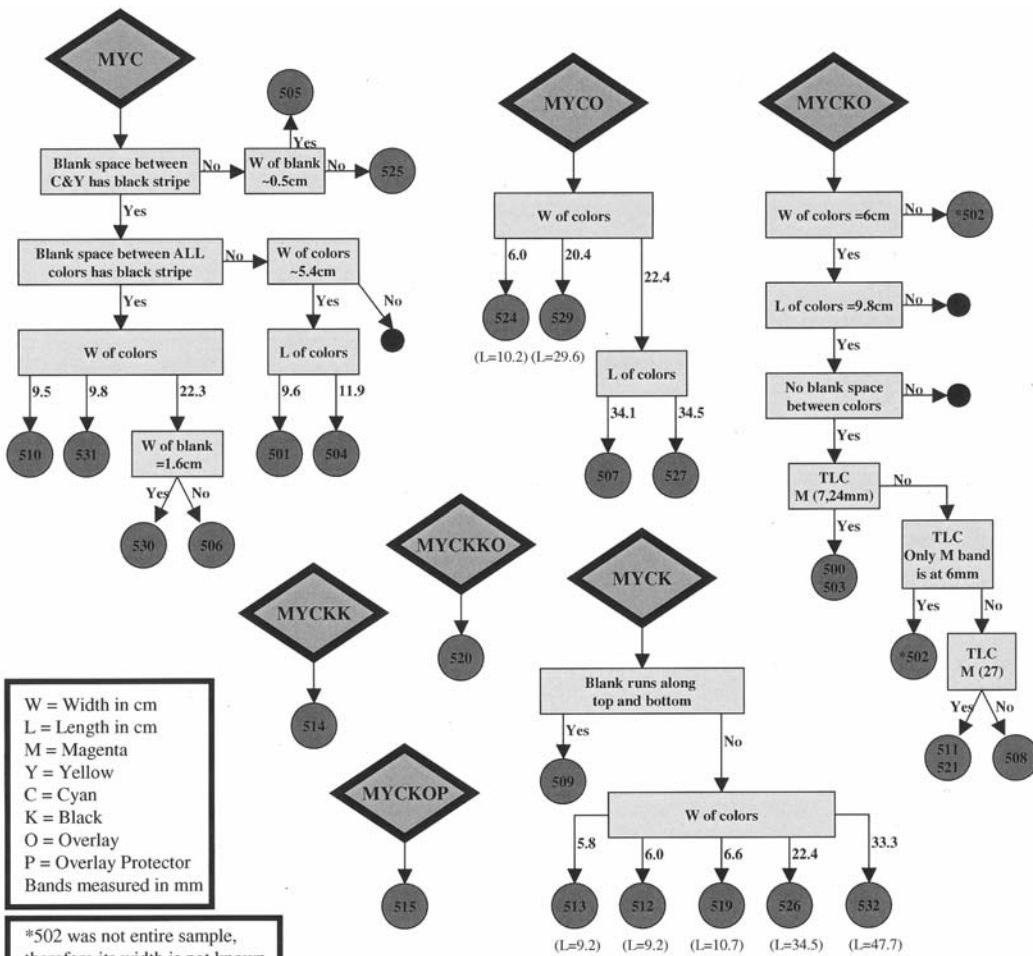 MYC
Blank space between
C&Y has black stripe
No
W of blank
~0.5cm
Yes
505
No
525
Yes
Blank space between ALL
colors has black stripe
No
W of colors
~5.4cm
Yes
No
Yes
W of colors
L of colors
9.5
9.8
22.3
9.6
11.9
510
531
W of blank
=1.6cm
501
504
Yes
No
530
506
MYCO
W of colors
6.0
20.4
22.4
524
529
(L=10.2)
(L=29.6)
L of colors
34.1
34.5
507
527
MYCKO
W of colors =6cm
No
*502
Yes
L of colors =9.8cm
No
Yes
No blank space
between colors
No
Yes
TLC
M (7,24mm)
No
Yes
500
503
TLC
Only M band
is at 6mm
Yes
No
*502
TLC
M (27)
Yes
No
511
521
508
MYCKK
514
MYCKKO
520
MYCKOP
515
MYCK
Blank runs along
top and bottom
Yes
No
509
W of colors
5.8
6.0
6.6
22.4
33.3
513
512
519
526
532
(L=9.2)
(L=9.2)
(L=10.7)
(L=34.5)
(L=47.7)
W = Width in cm
L = Length in cm
M = Magenta
Y = Yellow
C = Cyan
K = Black
O = Overlay
P = Overlay Protector
Bands measured in mm
*502 was not entire sample,
therefore its width is not known